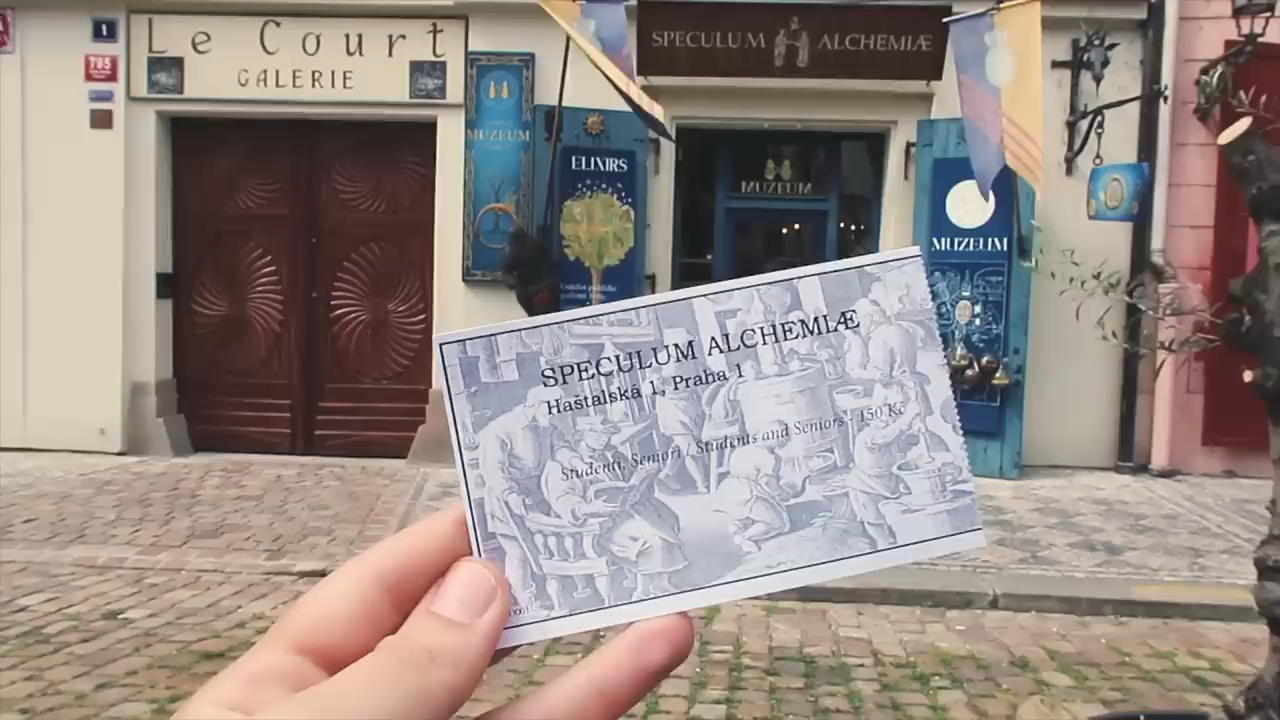 Le Court
GALERIE
1
795
MUZEUM
ELIXIRS
SPECULUM ALCHEMIÆ
MUZEUM
MUZEUM
SPECULUM ALCHEMIÆ
Haštalská 1, Praha 1
Studenti, Senioři / Students and Seniors - 150 Kč